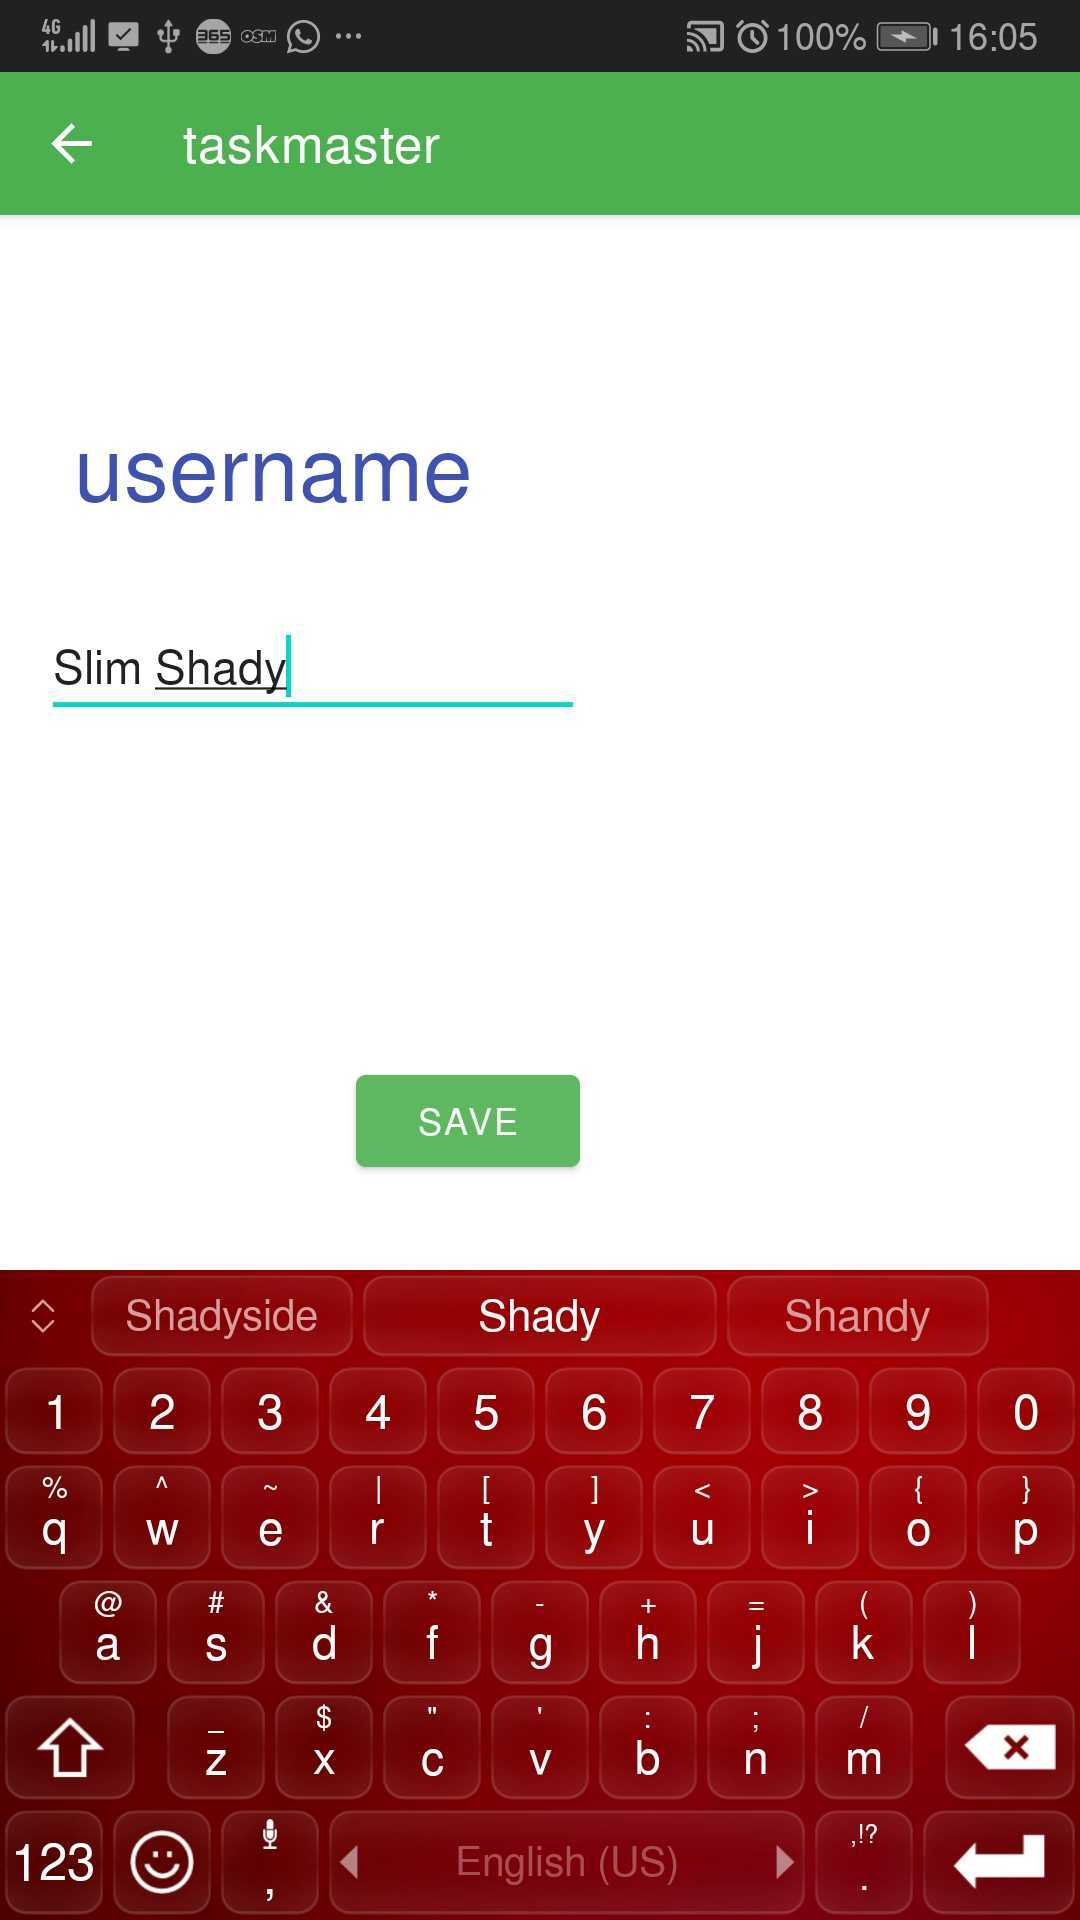 4G 365 OSM ... 100% 16:05
taskmaster
username
Slim Shady
SAVE
Shadyside Shady Shandy
1 2 3 4 5 6 7 8 9 0
% ^ ~ | [ ] < > { }
q w e r t y u i o p
@ # & * - + = ( )
a s d f g h j k l
_ $ " ' : ; /
z x c v b n m
,!?
123 , English (US) .